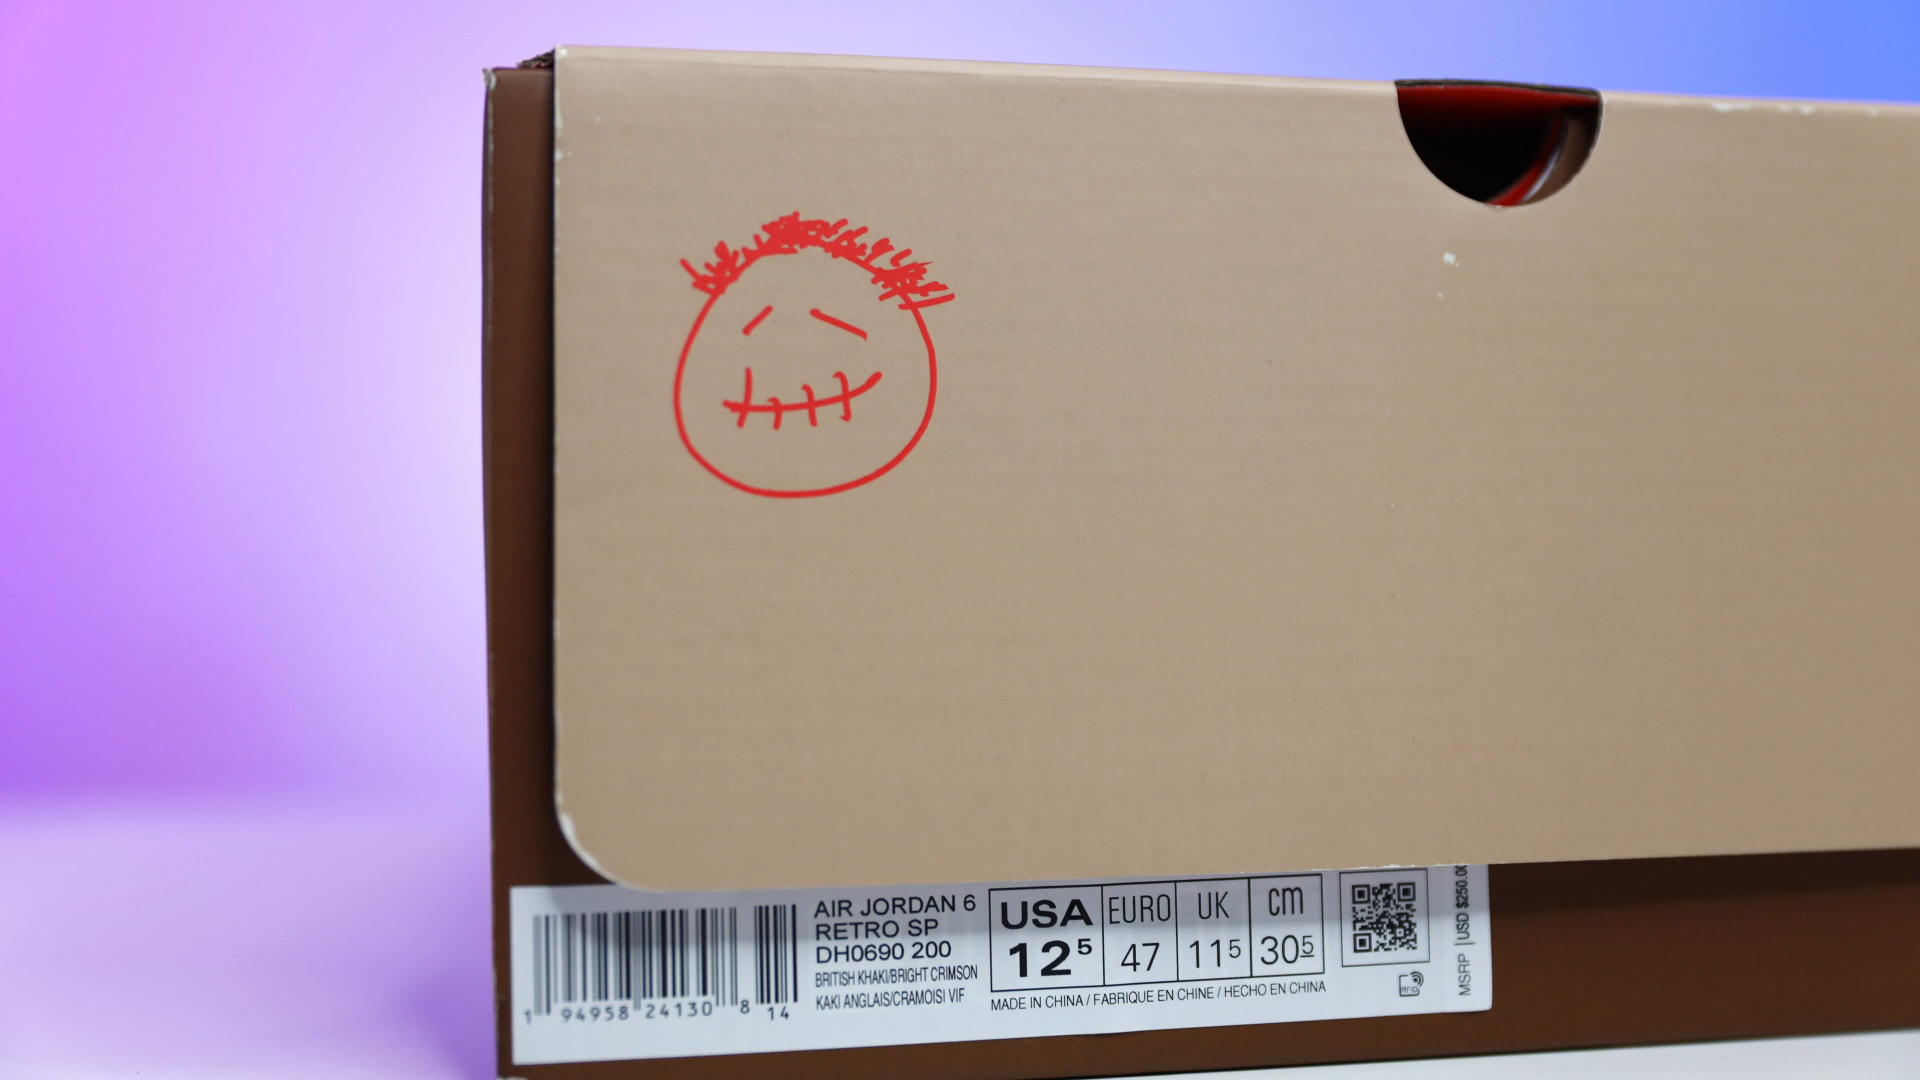 AIR JORDAN 6
RETRO SP
DH0690 200
BRITISH KHAKI/BRIGHT CRIMSON
KAKI ANGLAIS/CRAMOISI VIF
1 94958 24130 8 14
USA EURO UK cm
12⁵ 47 11⁵ 30⁵
MADE IN CHINA / FABRIQUE EN CHINE / HECHO EN CHINA
RFID
MSRP | USD $250.00